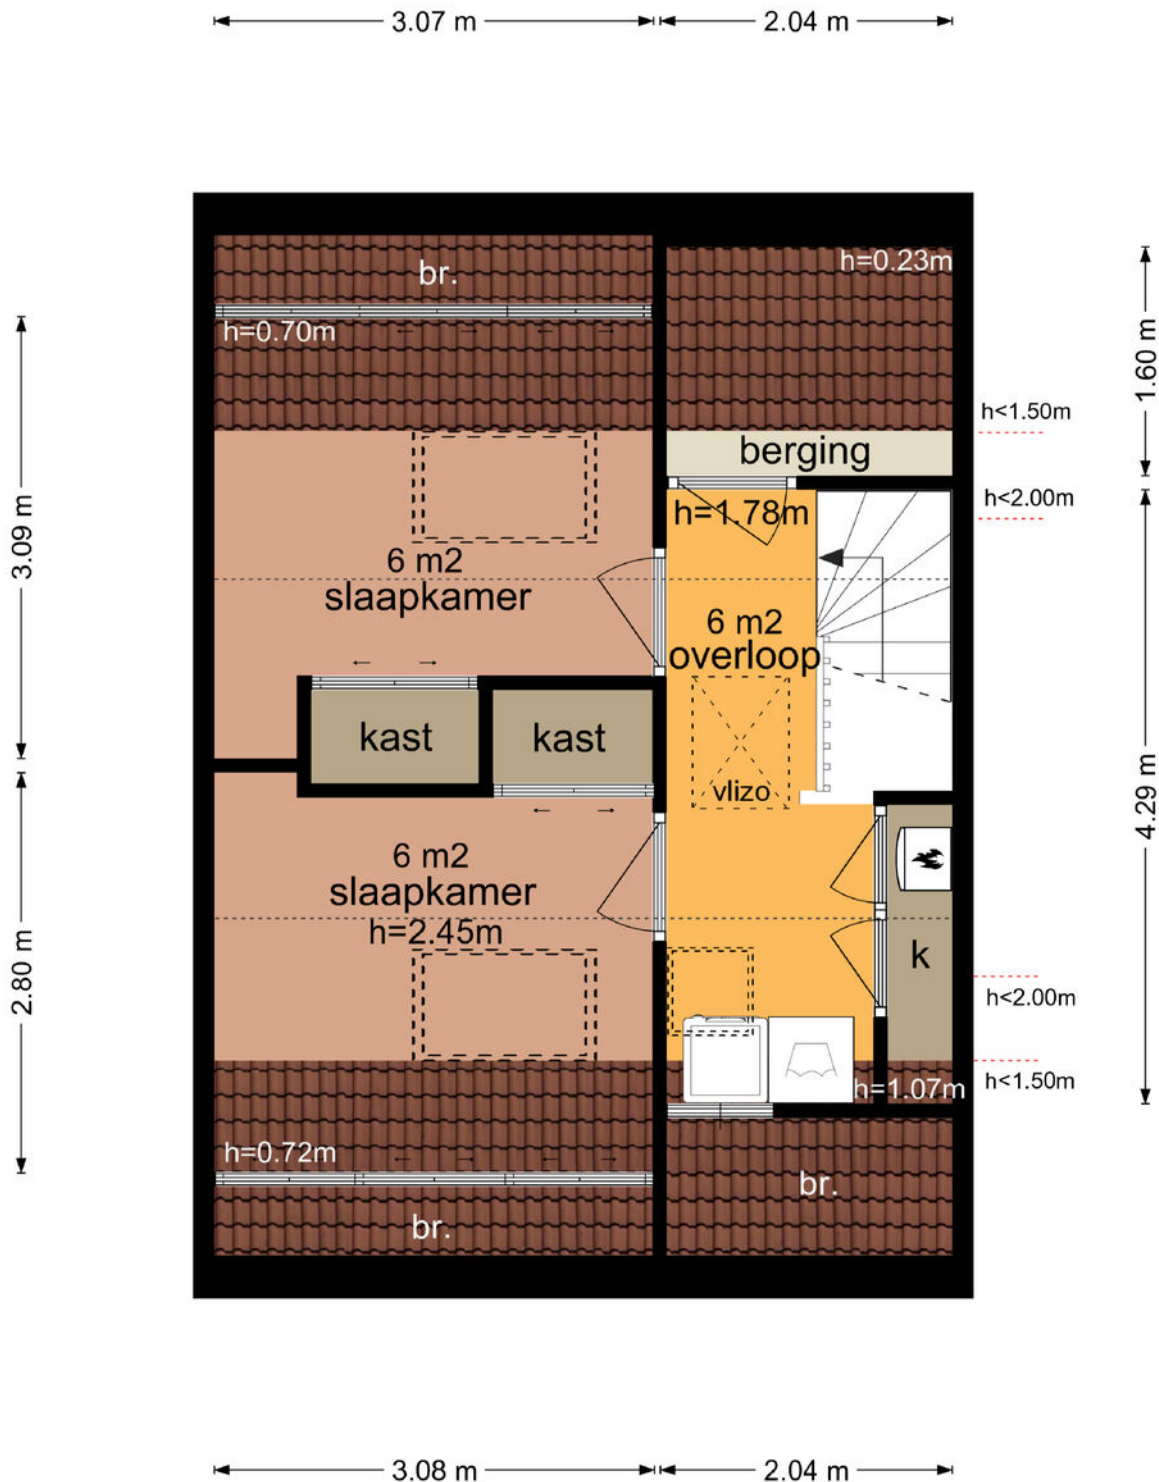 3.07 m
2.04 m
br.
h=0.23m
h=0.70m
1.60 m
h<1.50m
berging
h<2.00m
h=1.78m
3.09 m
6 m2
slaapkamer
6 m2
overloop
kast
kast
vlizo
4.29 m
6 m2
slaapkamer
h=2.45m
2.80 m
k
h<2.00m
h<1.50m
h=1.07m
h=0.72m
br.
br.
3.08 m
2.04 m